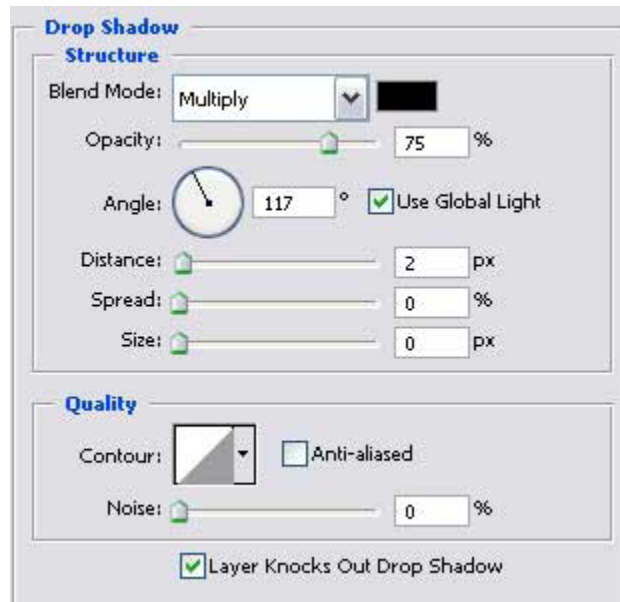 Drop Shadow
Structure
Blend Mode: Multiply
Opacity: 75 %
Angle: 117 ° Use Global Light
Distance: 2 px
Spread: 0 %
Size: 0 px
Quality
Contour: Anti-aliased
Noise: 0 %
Layer Knocks Out Drop Shadow